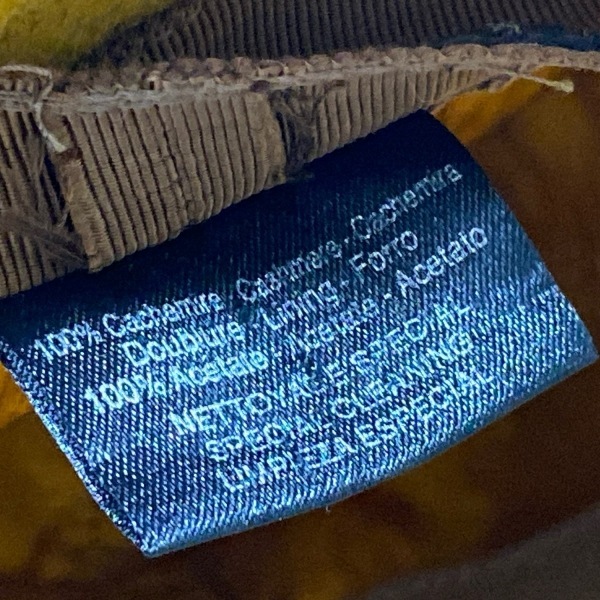 100% Cachemire - Cashmere - Cachemira
Doublure - Lining - Forro
100% Acetate - Acetate - Acetato
NETTOYAGE SPECIAL
SPECIAL CLEANING
LIMPIEZA ESPECIAL